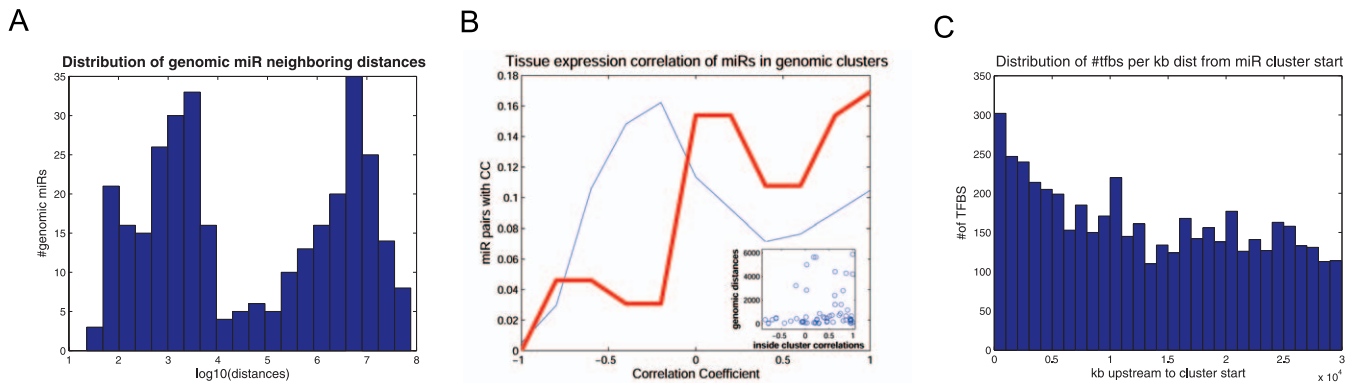 A
Distribution of genomic miR neighboring distances
#genomic miRs
35
30
25
20
15
10
5
0
1 2 3 4 5 6 7 8
log10(distances)
B
Tissue expression correlation of miRs in genomic clusters
miR pairs with CC
0.18
0.16
0.14
0.12
0.1
0.08
0.06
0.04
0.02
0
-1 -0.5 0 0.5 1
Correlation Coefficient
genomic distances
6000
4000
2000
0
-0.5 0 0.5 1
inside cluster correlations
C
Distribution of #tfbs per kb dist from miR cluster start
#of TFBS
350
300
250
200
150
100
50
0
0 0.5 1.0 1.5 2.0 2.5 3.0
x 10⁴
kb upstream to cluster start